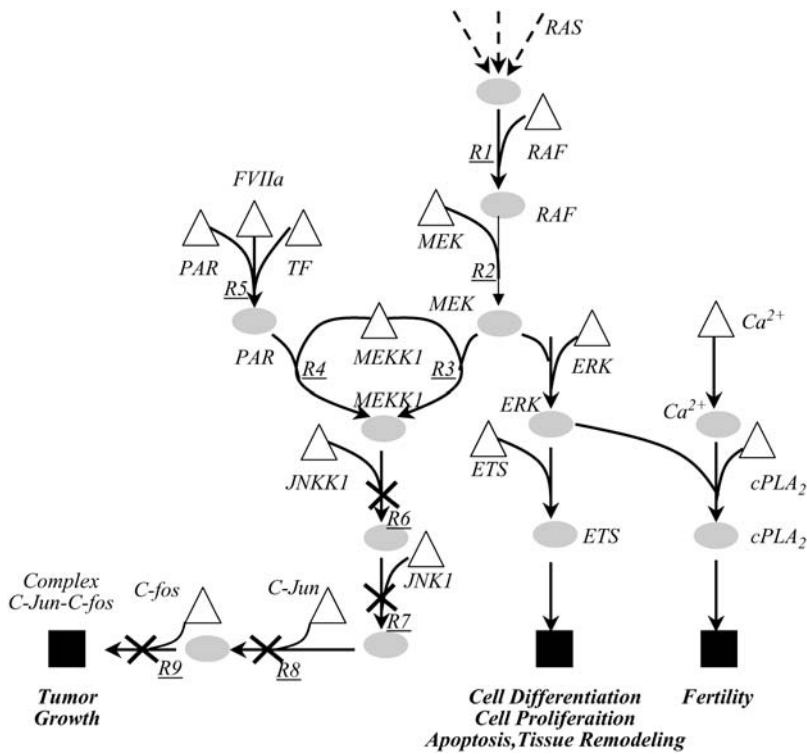 RAS
R1
RAF
FVIIa
RAF
PAR
TF
MEK
R5
R2
MEK
Ca2+
PAR
R4
MEKK1
R3
ERK
MEKK1
ERK
Ca2+
JNKK1
ETS
cPLA2
R6
ETS
cPLA2
Complex
C-Jun-C-fos
C-fos
C-Jun
JNK1
R7
R9
R8
Tumor
Growth
Cell Differentiation
Cell Proliferaition
Apoptosis,Tissue Remodeling
Fertility